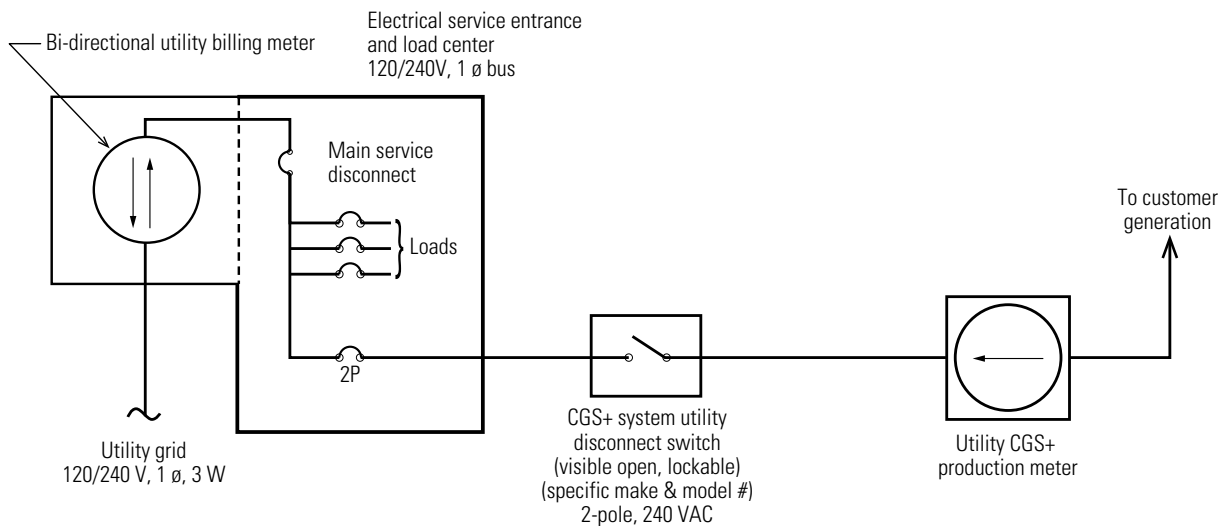 Bi-directional utility billing meter
Electrical service entrance
and load center
120/240V, 1 ø bus
Main service
disconnect
Loads
2P
To customer
generation
Utility grid
120/240 V, 1 ø, 3 W
CGS+ system utility
disconnect switch
(visible open, lockable)
(specific make & model #)
2-pole, 240 VAC
Utility CGS+
production meter